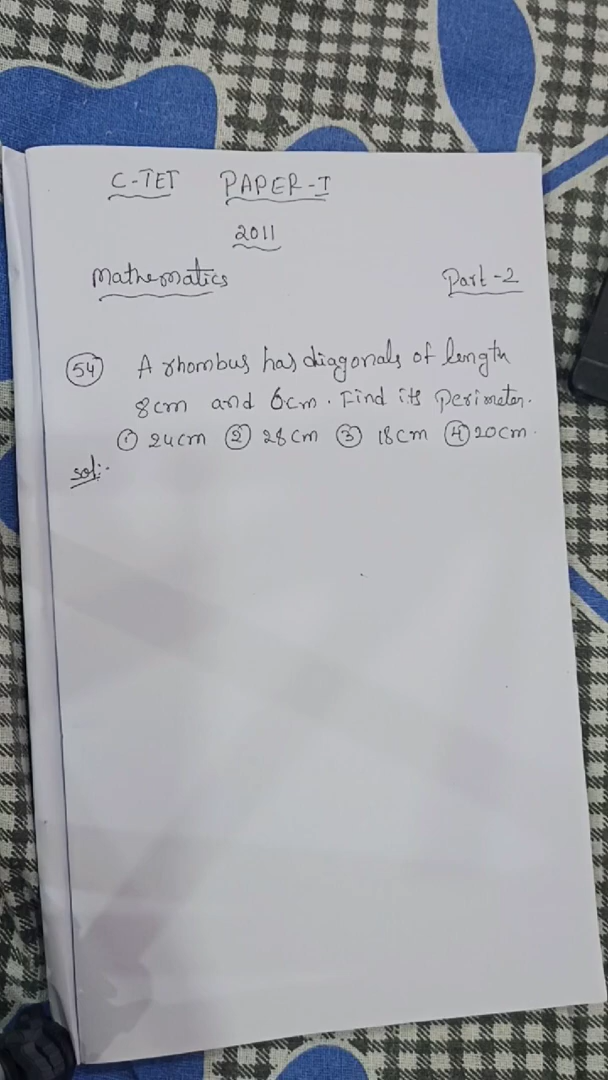 C-TET PAPER-I
2011
Mathematics Part-2
54 A rhombus has diagonals of length
8cm and 6cm. Find its perimeter.
① 24cm ② 28cm ③ 18cm ④ 20cm.
sol:-